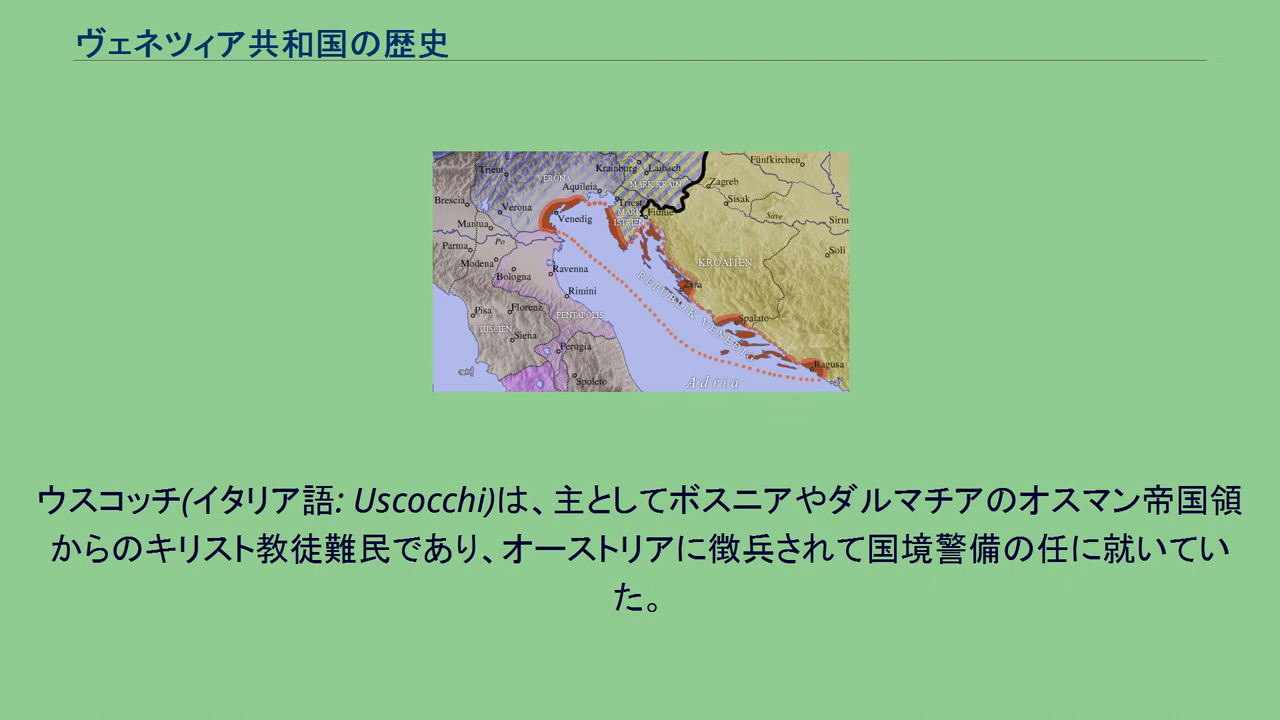 ヴェネツィア共和国の歴史
Trient
Krainburg
Laibach
Fünfkirchen
VERONA
MARK KRAIN
Zagreb
Aquileia
Brescia
Verona
Triest
Sisak
Venedig
MARK
ISTRIEN
Fiume
Save
Sirm
Mantua
Po
Parma
Soli
Modena
Ravenna
KROATIEN
Bologna
Rimini
Zara
REPUBLIK VENEDIG
Pisa
Florenz
PENTAPOLIS
Spalato
TUSCIEN
Siena
Perugia
Ragusa
Spoleto
Adria
ウスコッチ(イタリア語: Uscocchi)は、主としてボスニアやダルマチアのオスマン帝国領
からのキリスト教徒難民であり、オーストリアに徴兵されて国境警備の任に就いてい
た。